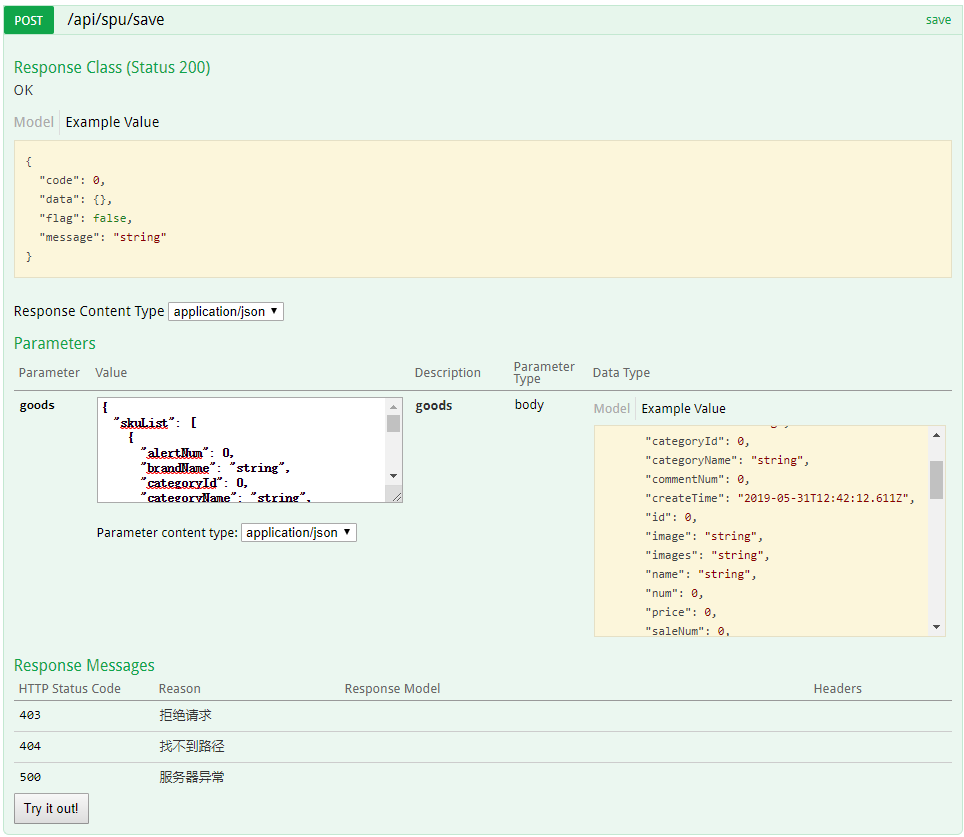 POST /api/spu/save save
Response Class (Status 200)
OK
Model Example Value
{
"code": 0,
"data": {},
"flag": false,
"message": "string"
}
Response Content Type application/json
Parameters
Parameter Value Description Parameter Type Data Type
goods
{
"skuList": [
{
"alertNum": 0,
"brandName": "string",
"categoryId": 0,
"categoryName": "string",
Parameter content type: application/json
goods
body
Model Example Value
"categoryId": 0,
"categoryName": "string",
"commentNum": 0,
"createTime": "2019-05-31T12:42:12.611Z",
"id": 0,
"image": "string",
"images": "string",
"name": "string",
"num": 0,
"price": 0,
"saleNum": 0,
Response Messages
HTTP Status Code Reason Response Model Headers
403 拒绝请求
404 找不到路径
500 服务器异常
Try it out!